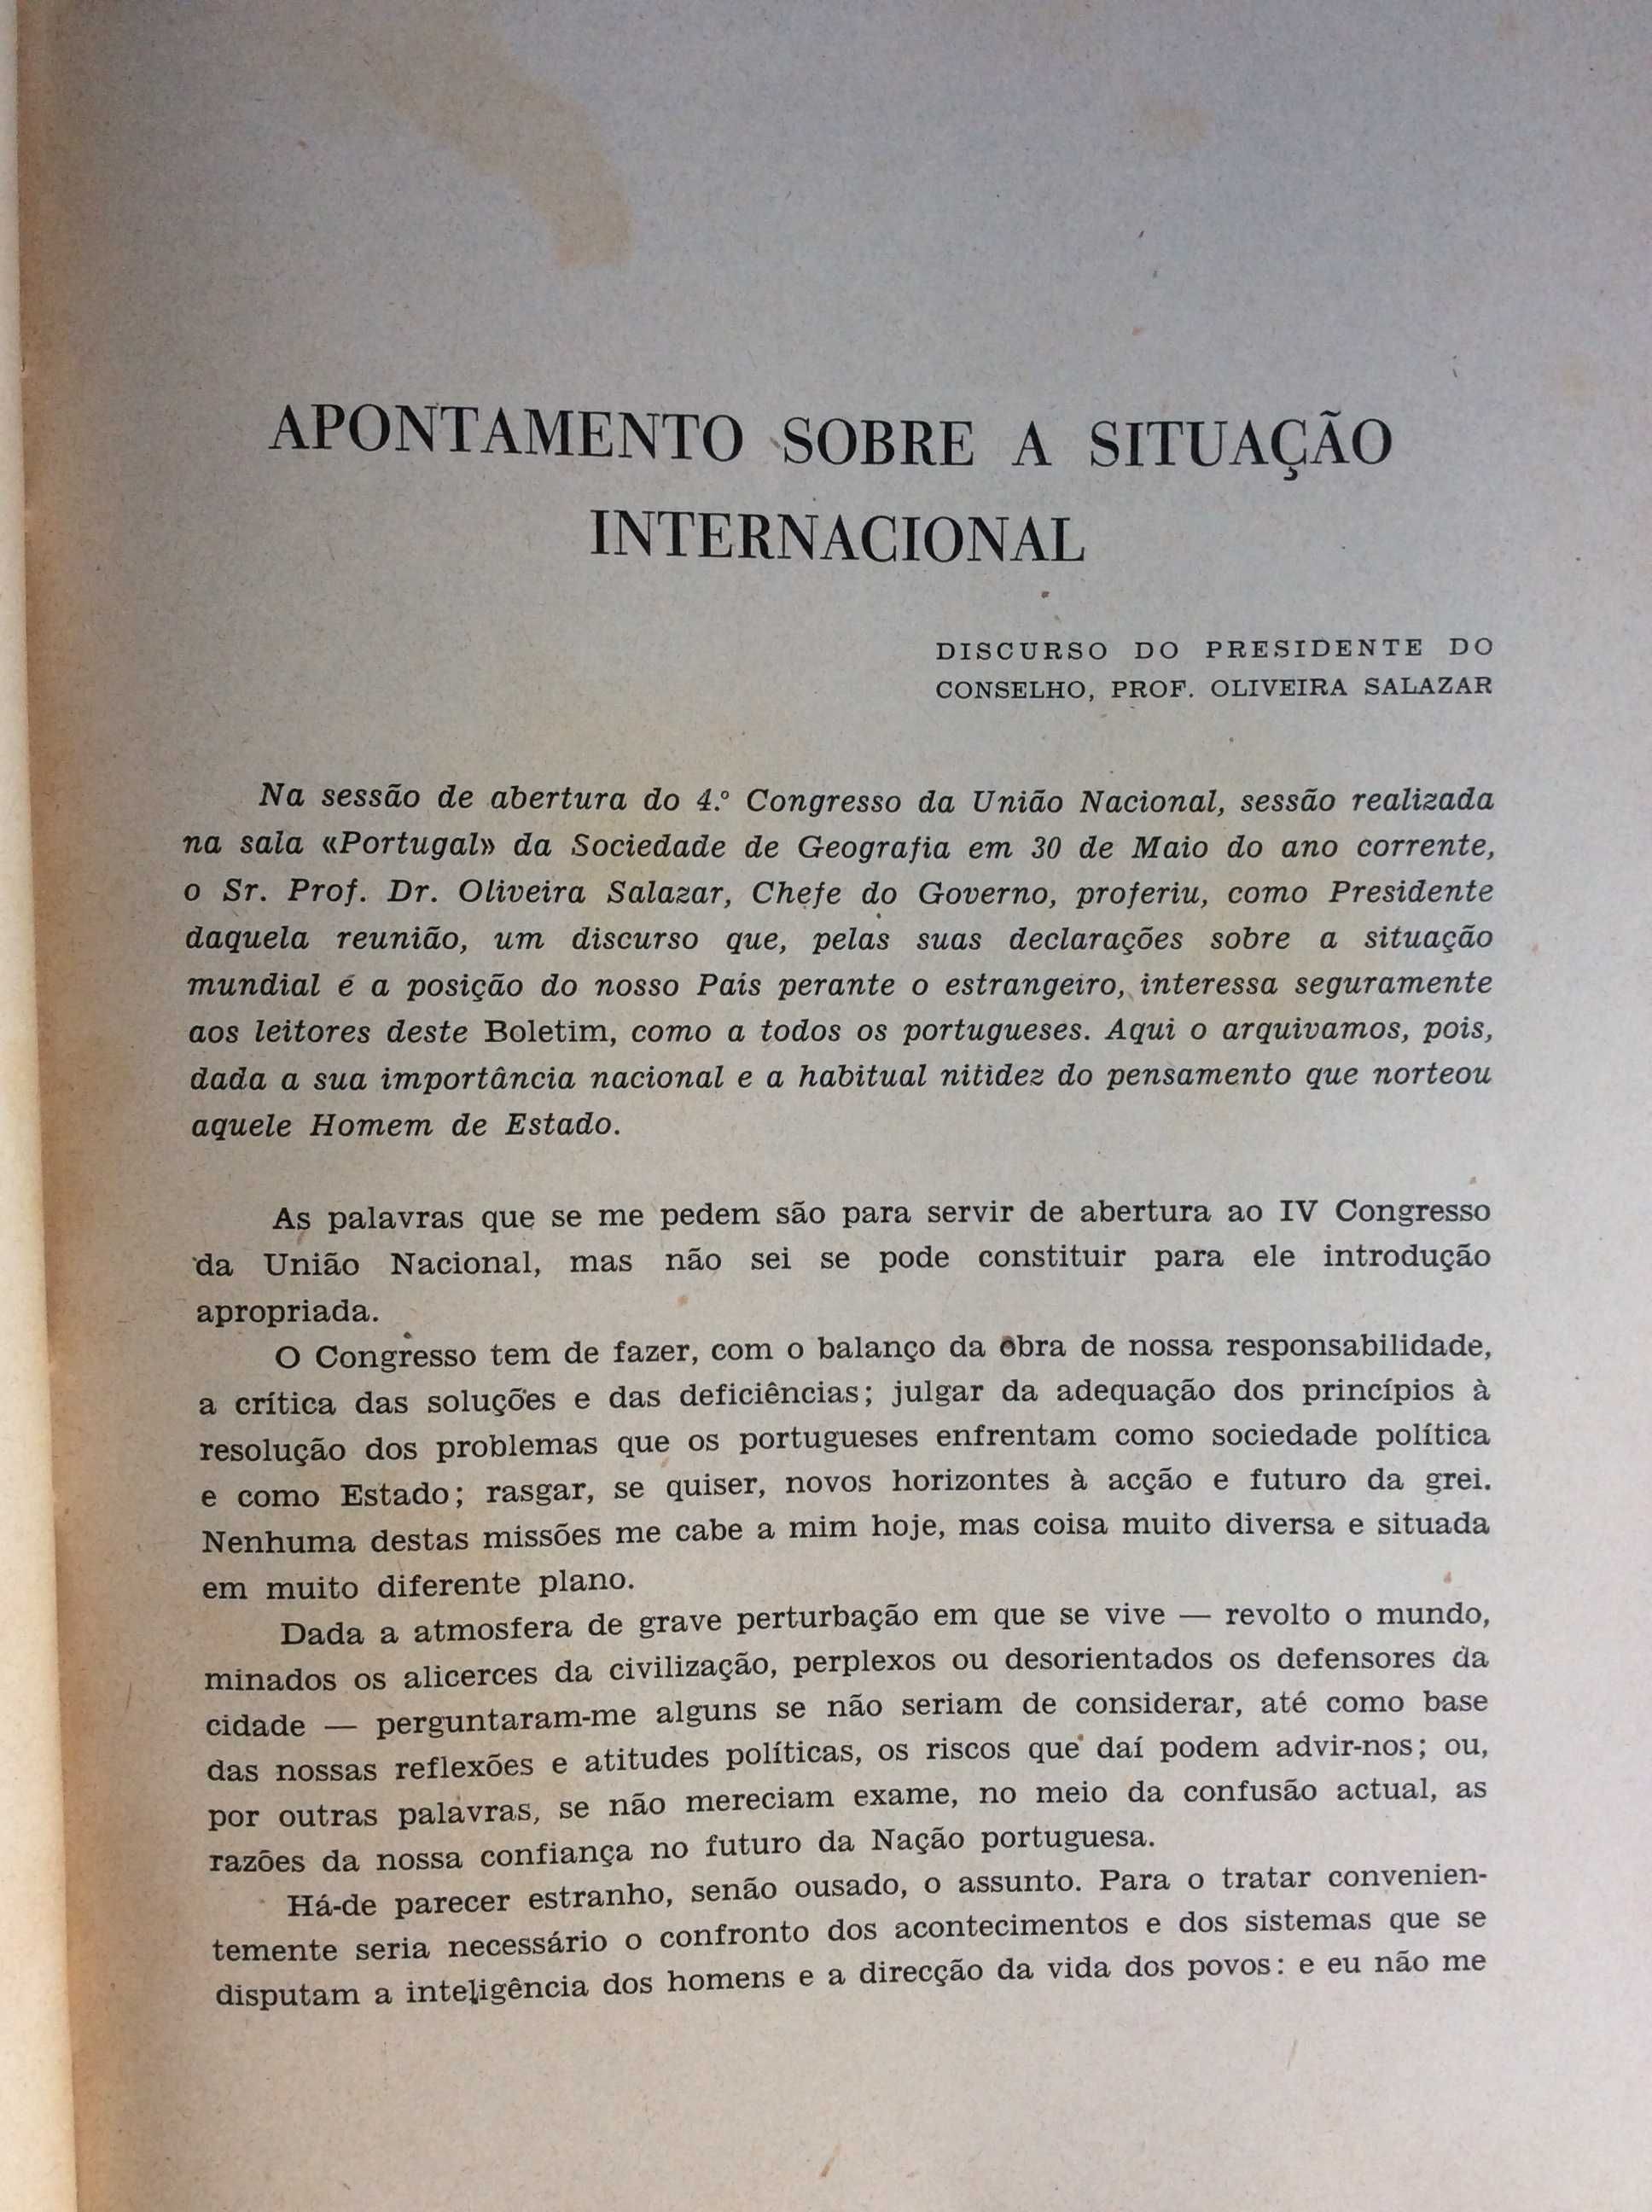 APONTAMENTO SOBRE A SITUAÇÃO
INTERNACIONAL
DISCURSO DO PRESIDENTE DO
CONSELHO, PROF. OLIVEIRA SALAZAR
Na sessão de abertura do 4.º Congresso da União Nacional, sessão realizada
na sala «Portugal» da Sociedade de Geografia em 30 de Maio do ano corrente,
o Sr. Prof. Dr. Oliveira Salazar, Chefe do Governo, proferiu, como Presidente
daquela reunião, um discurso que, pelas suas declarações sobre a situação
mundial é a posição do nosso País perante o estrangeiro, interessa seguramente
aos leitores deste Boletim, como a todos os portugueses. Aqui o arquivamos, pois,
dada a sua importância nacional e a habitual nitidez do pensamento que norteou
aquele Homem de Estado.
As palavras que se me pedem são para servir de abertura ao IV Congresso
da União Nacional, mas não sei se pode constituir para ele introdução
apropriada.
O Congresso tem de fazer, com o balanço da obra de nossa responsabilidade,
a crítica das soluções e das deficiências; julgar da adequação dos princípios à
resolução dos problemas que os portugueses enfrentam como sociedade política
e como Estado; rasgar, se quiser, novos horizontes à acção e futuro da grei.
Nenhuma destas missões me cabe a mim hoje, mas coisa muito diversa e situada
em muito diferente plano.
Dada a atmosfera de grave perturbação em que se vive — revolto o mundo,
minados os alicerces da civilização, perplexos ou desorientados os defensores da
cidade — perguntaram-me alguns se não seriam de considerar, até como base
das nossas reflexões e atitudes políticas, os riscos que daí podem advir-nos; ou,
por outras palavras, se não mereciam exame, no meio da confusão actual, as
razões da nossa confiança no futuro da Nação portuguesa.
Há-de parecer estranho, senão ousado, o assunto. Para o tratar convenien-
temente seria necessário o confronto dos acontecimentos e dos sistemas que se
disputam a inteligência dos homens e a direcção da vida dos povos: e eu não me